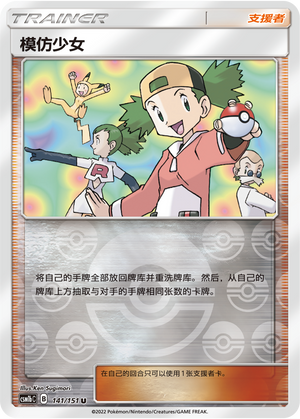 TRAINER
支援者
模仿少女
将自己的手牌全部放回牌库并重洗牌库。然后，从自己的
牌库上方抽取与对手的手牌相同张数的卡牌。
Illus. Ken Sugimori
在自己的回合只可以使用1张支援者卡。
CSM1bC B 141/151 U
©2022 Pokémon/Nintendo/Creatures/GAME FREAK.